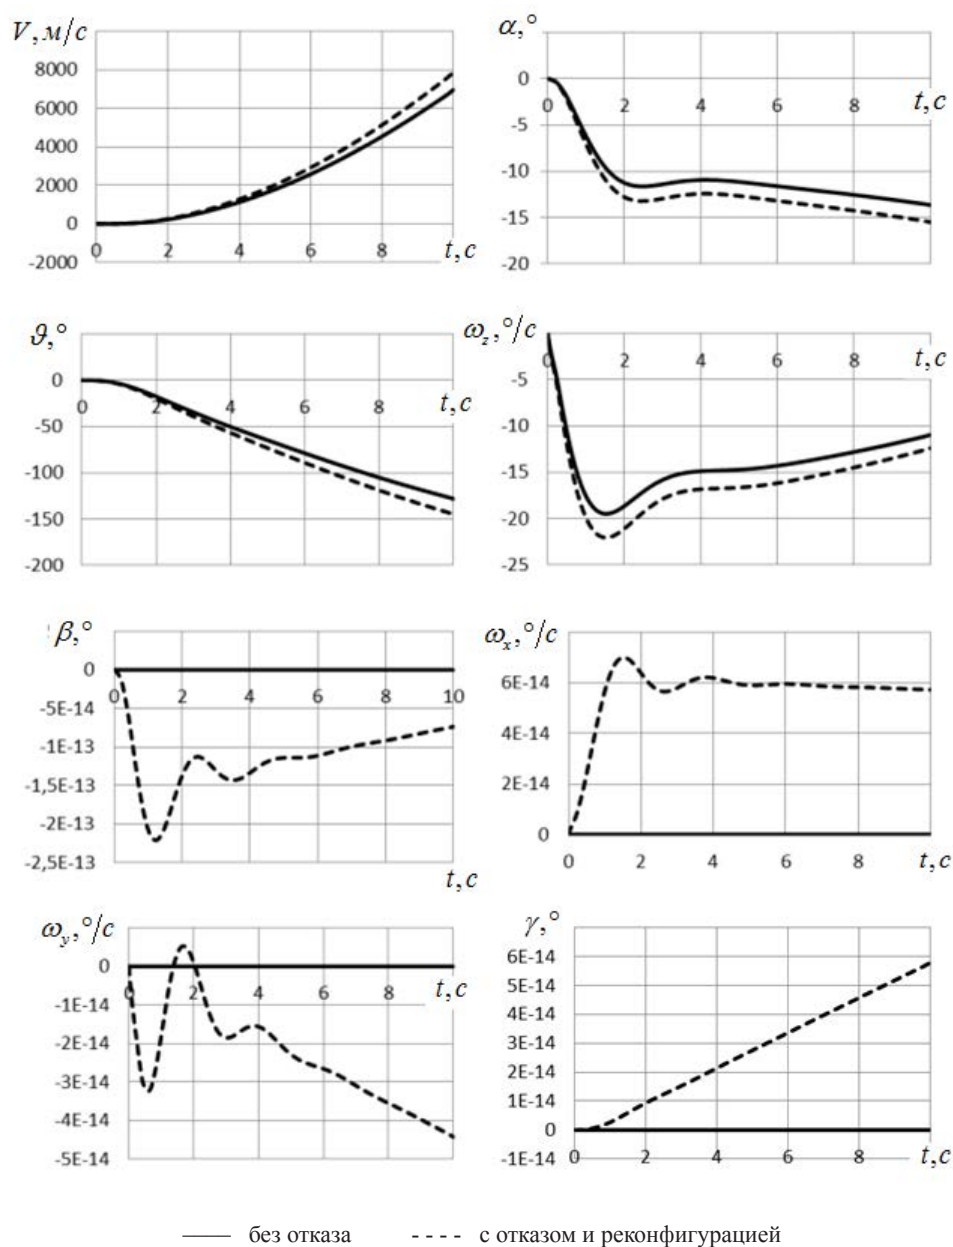 V, м/с
8000
6000
4000
2000
0
-2000
0 2 4 6 8 t, с
α, °
0
-5
-10
-15
-20
0 2 4 6 8 t, с
ϑ, °
0
-50
-100
-150
-200
0 2 4 6 8 t, с
ω_z, °/с
-5
-10
-15
-20
-25
0 2 4 6 8 t, с
β, °
0
-5E-14
-1E-13
-1,5E-13
-2E-13
-2,5E-13
0 2 4 6 8 10
t, с
ω_x, °/с
6E-14
4E-14
2E-14
0
0 2 4 6 8 t, с
ω_y, °/с
0
-1E-14
-2E-14
-3E-14
-4E-14
-5E-14
0 2 4 6 8 t, с
γ, °
6E-14
5E-14
4E-14
3E-14
2E-14
1E-14
0
-1E-14
0 2 4 6 8 t, с
без отказа с отказом и реконфигурацией